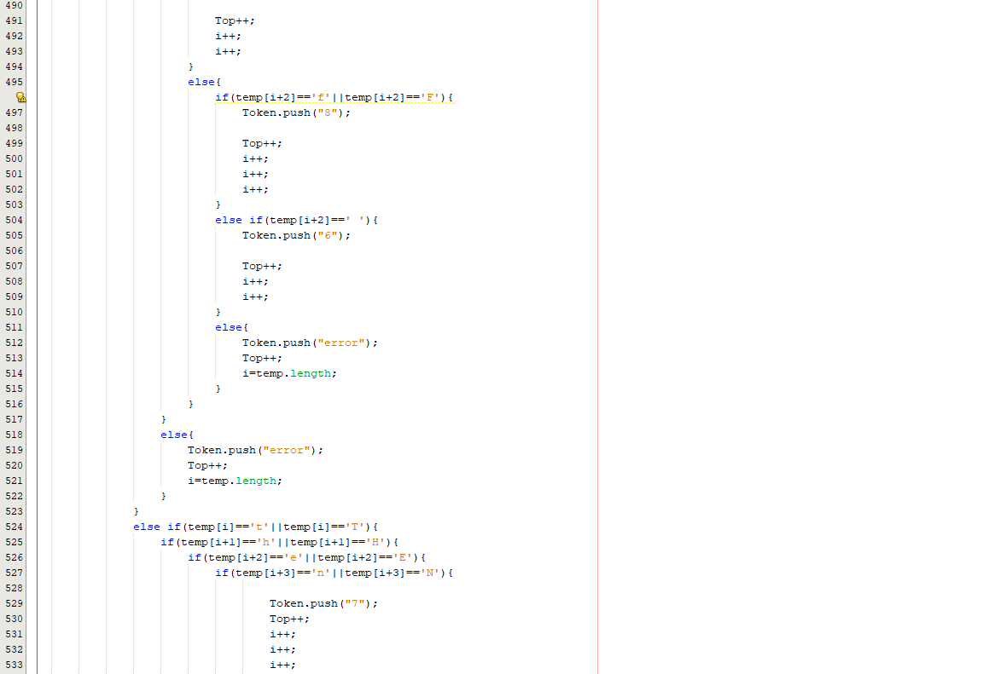 490
491 Top++;
492 i++;
493 i++;
494 }
495 else{
if(temp[i+2]=='f'||temp[i+2]=='F'){
497 Token.push("8");
498
499 Top++;
500 i++;
501 i++;
502 i++;
503 }
504 else if(temp[i+2]==' '){
505 Token.push("6");
506
507 Top++;
508 i++;
509 i++;
510 }
511 else{
512 Token.push("error");
513 Top++;
514 i=temp.length;
515 }
516 }
517 }
518 else{
519 Token.push("error");
520 Top++;
521 i=temp.length;
522 }
523 }
524 else if(temp[i]=='t'||temp[i]=='T'){
525 if(temp[i+1]=='h'||temp[i+1]=='H'){
526 if(temp[i+2]=='e'||temp[i+2]=='E'){
527 if(temp[i+3]=='n'||temp[i+3]=='N'){
528
529 Token.push("7");
530 Top++;
531 i++;
532 i++;
533 i++;